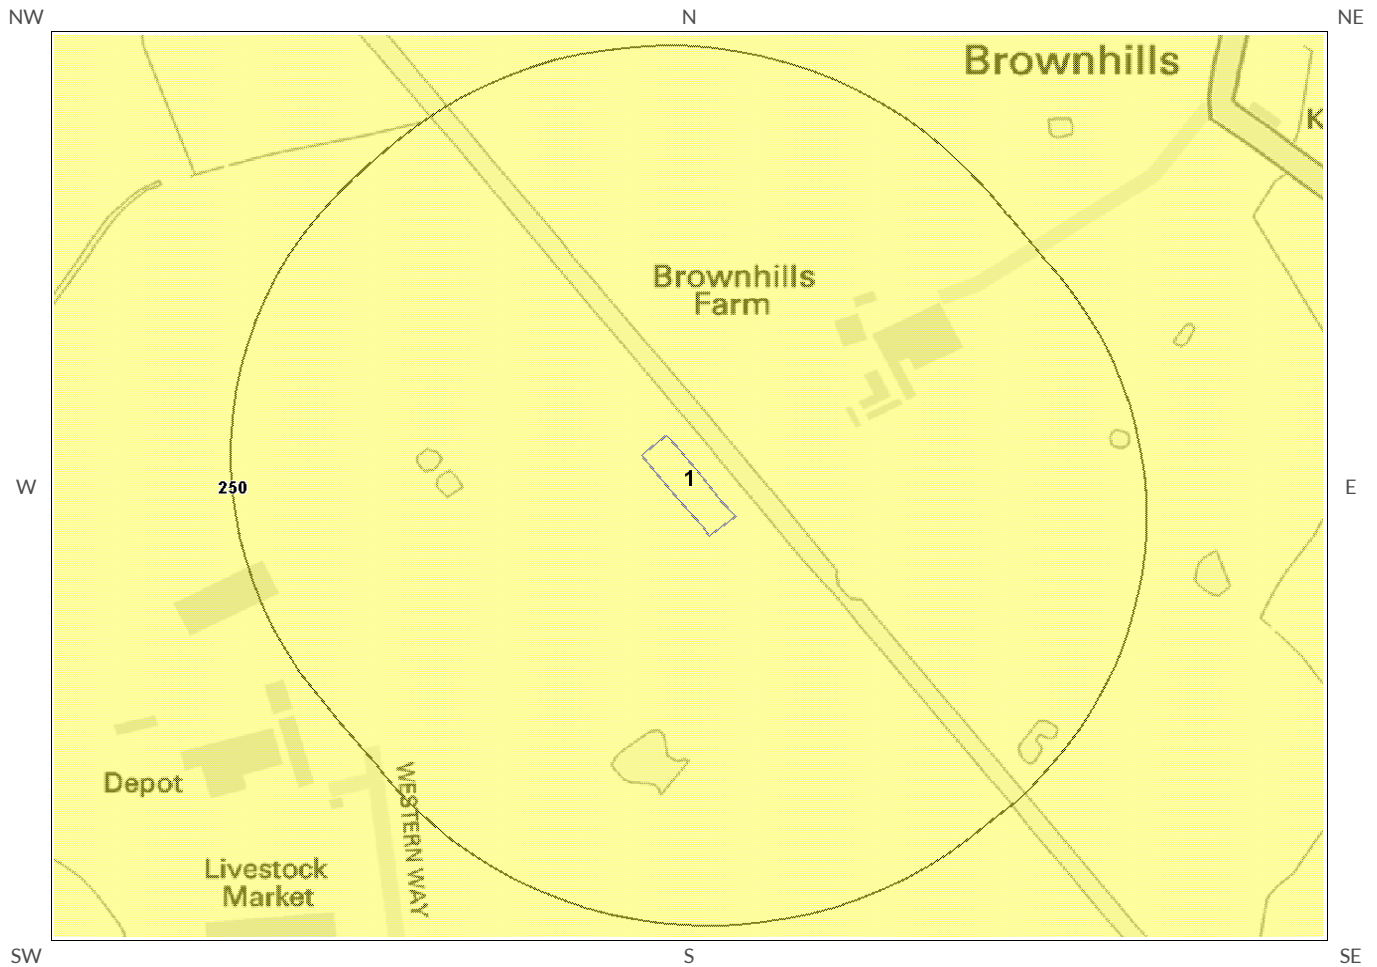 NW
N
NE
Brownhills
K
Brownhills
Farm
1
W
250
E
Depot
WESTERN WAY
Livestock
Market
SW
S
SE